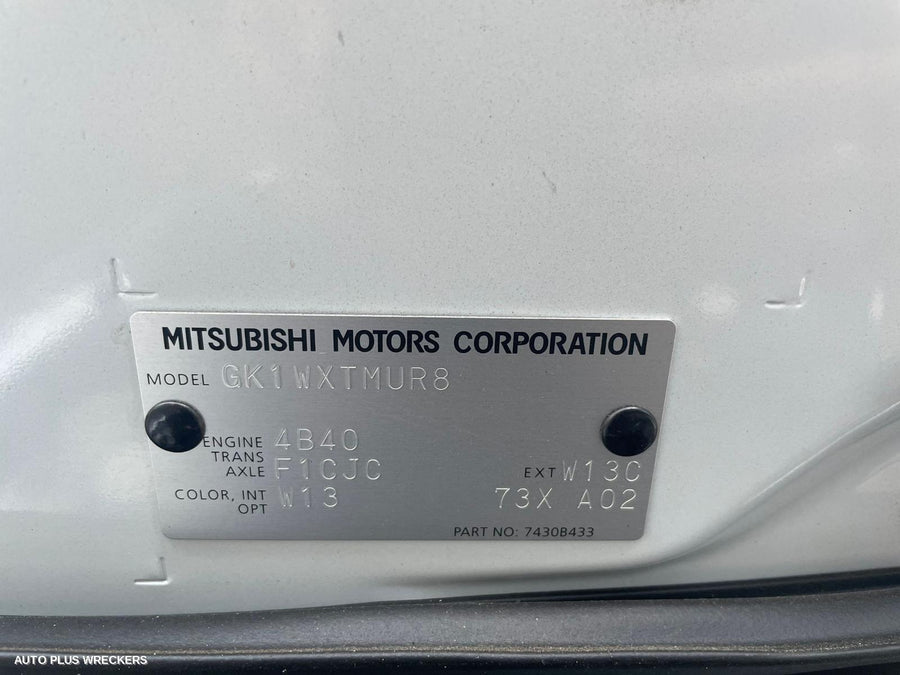 MITSUBISHI MOTORS CORPORATION
MODEL GK1WXTMUR8
ENGINE 4B40
TRANS
AXLE F1CJC EXT W13C
COLOR, INT W13 73X A02
OPT
PART NO: 7430B433
AUTO PLUS WRECKERS